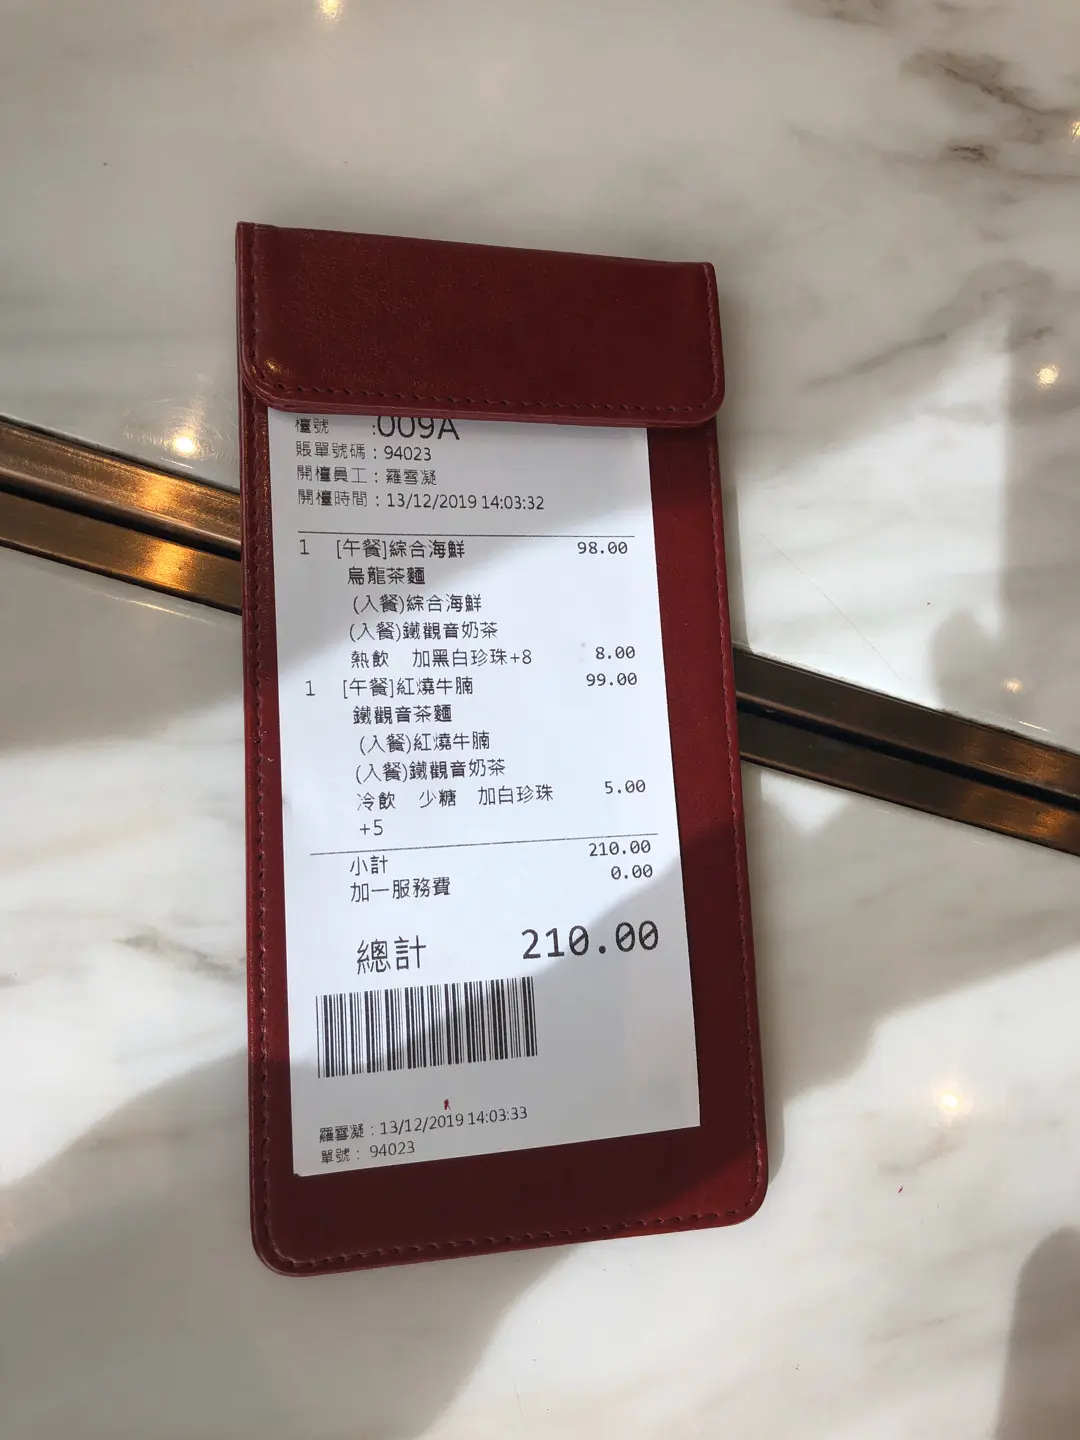 檯號 :009A
賬單號碼 : 94023
開檯員工 : 羅雪凝
開檯時間 : 13/12/2019 14:03:32
1 [午餐]綜合海鮮 98.00
烏龍茶麵
(入餐)綜合海鮮
(入餐)鐵觀音奶茶
熱飲 加黑白珍珠+8 8.00
1 [午餐]紅燒牛腩 99.00
鐵觀音茶麵
(入餐)紅燒牛腩
(入餐)鐵觀音奶茶
冷飲 少糖 加白珍珠 5.00
+5
小計 210.00
加一服務費 0.00
總計 210.00
羅雪凝 : 13/12/2019 14:03:33
單號 : 94023